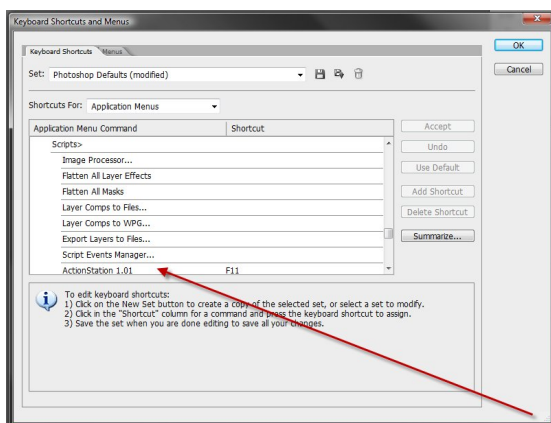 Keyboard Shortcuts and Menus
Keyboard Shortcuts Menus
OK
Cancel
Set: Photoshop Defaults (modified)
Shortcuts For: Application Menus
Application Menu Command Shortcut
Scripts>
Image Processor...
Flatten All Layer Effects
Flatten All Masks
Layer Comps to Files...
Layer Comps to WPG...
Export Layers to Files...
Script Events Manager...
ActionStation 1.01 F11
Accept
Undo
Use Default
Add Shortcut
Delete Shortcut
Summarize...
To edit keyboard shortcuts:
1) Click on the New Set button to create a copy of the selected set, or select a set to modify.
2) Click in the "Shortcut" column for a command and press the keyboard shortcut to assign.
3) Save the set when you are done editing to save all your changes.